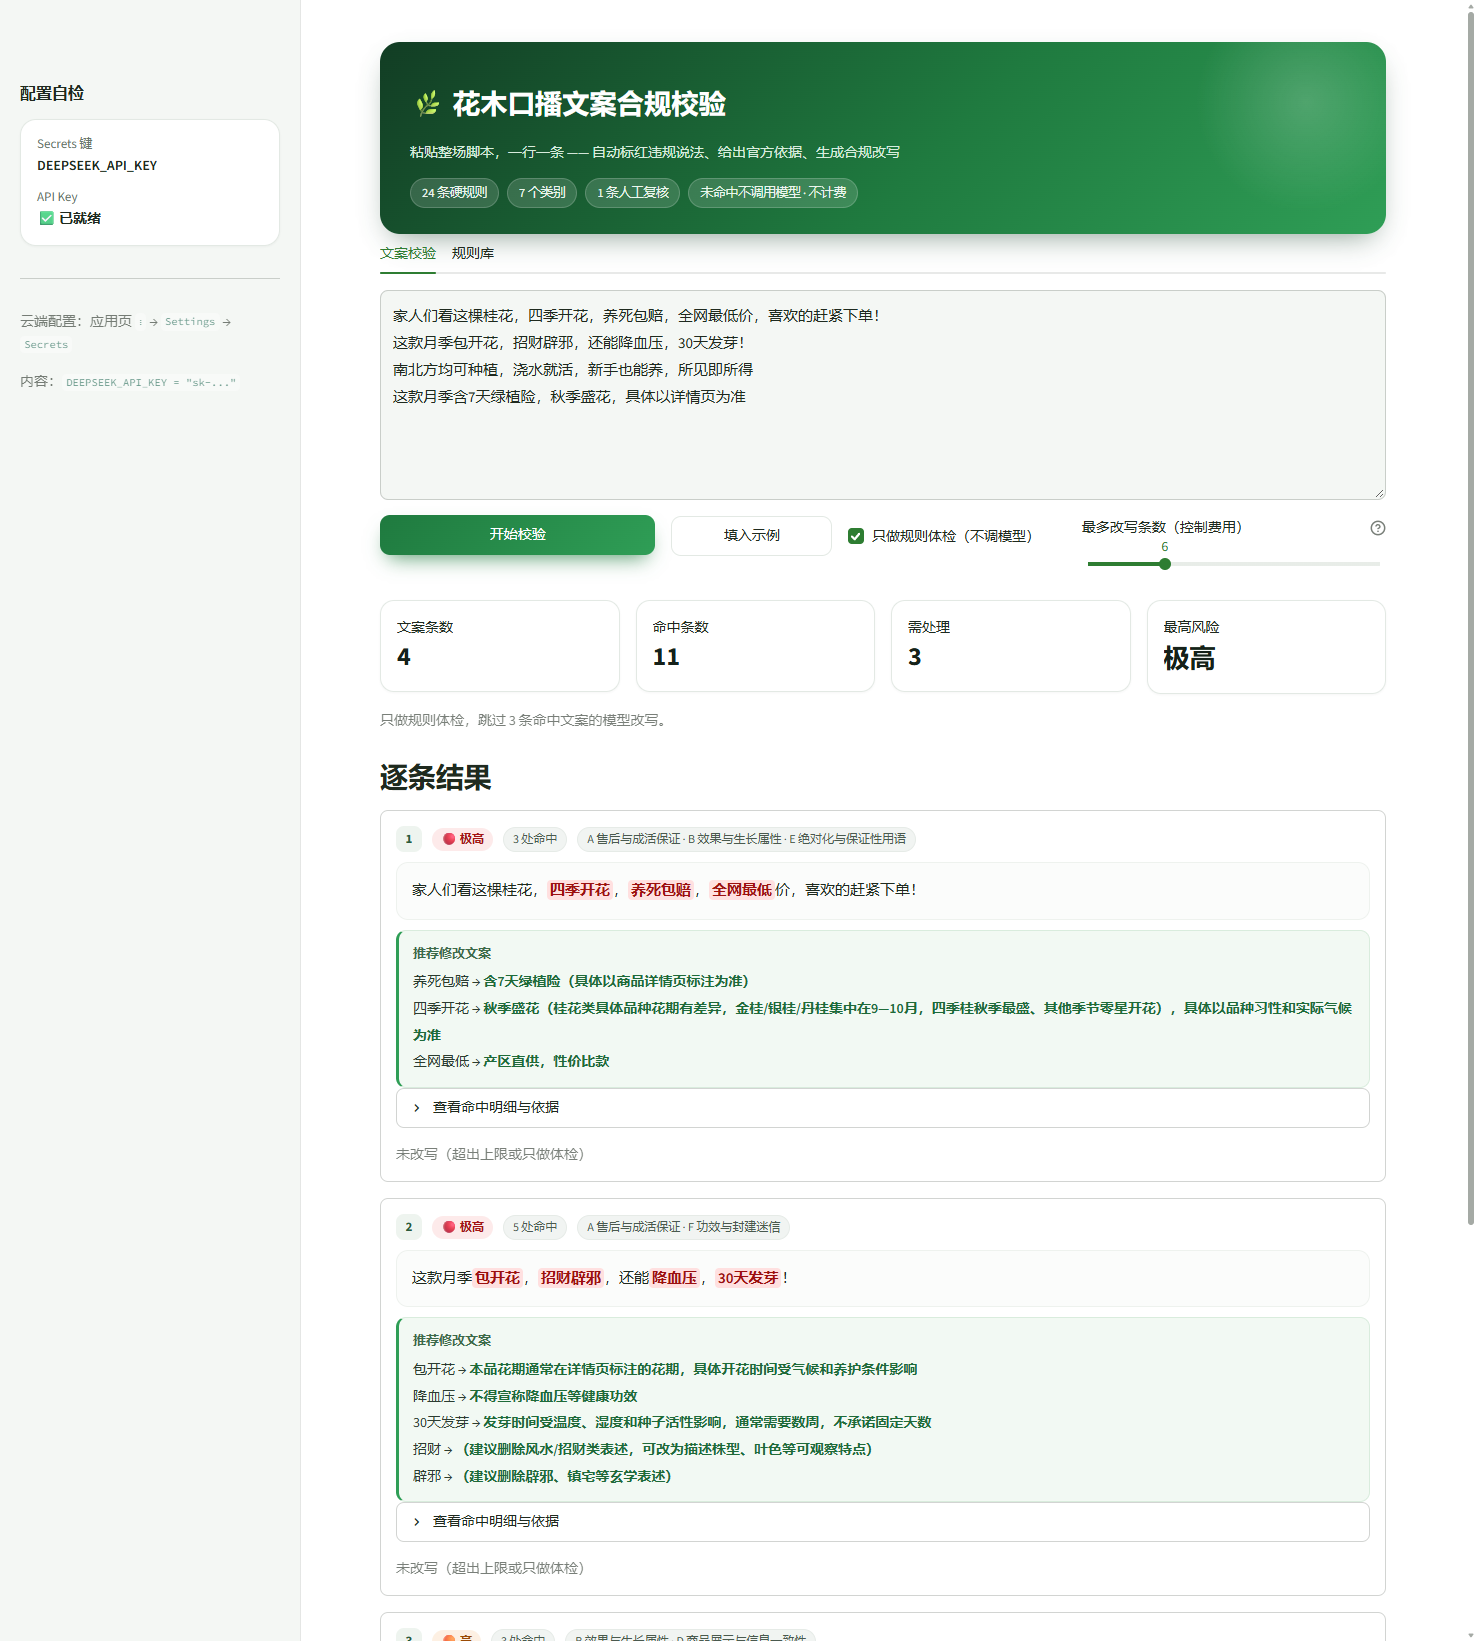 配置自检
Secrets 键
DEEPSEEK_API_KEY
API Key
✅ 已就绪
云端配置：应用页 ⋮ → Settings →
Secrets
内容： DEEPSEEK_API_KEY = "sk-..."
🌿 花木口播文案合规校验
粘贴整场脚本，一行一条 —— 自动标红违规说法、给出官方依据、生成合规改写
24 条硬规则
7 个类别
1 条人工复核
未命中不调用模型 · 不计费
文案校验
规则库
家人们看这棵桂花，四季开花，养死包赔，全网最低价，喜欢的赶紧下单！
这款月季包开花，招财辟邪，还能降血压，30天发芽！
南北方均可种植，浇水就活，新手也能养，所见即所得
这款月季含7天绿植险，秋季盛花，具体以详情页为准
开始校验
填入示例
只做规则体检（不调模型）
最多改写条数（控制费用）
6
文案条数
4
命中条数
11
需处理
3
最高风险
极高
只做规则体检，跳过 3 条命中文案的模型改写。
逐条结果
1
极高
3 处命中
A 售后与成活保证 · B 效果与生长属性 · E 绝对化与保证性用语
家人们看这棵桂花，四季开花，养死包赔，全网最低价，喜欢的赶紧下单！
推荐修改文案
养死包赔 → 含7天绿植险（具体以商品详情页标注为准）
四季开花 → 秋季盛花（桂花类具体品种花期有差异，金桂/银桂/丹桂集中在9—10月，四季桂秋季最盛、其他季节零星开花），具体以品种习性和实际气候
为准
全网最低 → 产区直供，性价比款
查看命中明细与依据
未改写（超出上限或只做体检）
2
极高
5 处命中
A 售后与成活保证 · F 功效与封建迷信
这款月季包开花，招财辟邪，还能降血压，30天发芽！
推荐修改文案
包开花 → 本品花期通常在详情页标注的花期，具体开花时间受气候和养护条件影响
降血压 → 不得宣称降血压等健康功效
30天发芽 → 发芽时间受温度、湿度和种子活性影响，通常需要数周，不承诺固定天数
招财 → （建议删除风水/招财类表述，可改为描述株型、叶色等可观察特点）
辟邪 → （建议删除辟邪、镇宅等玄学表述）
查看命中明细与依据
未改写（超出上限或只做体检）
3
高
3 处命中
B 效果与生长属性 · D 商品展示与信息一致性